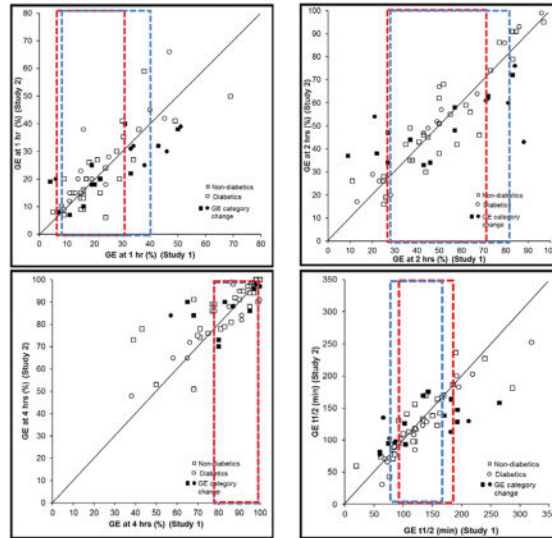 80
70
60
50
40
30
20
10
0
GE at 1 hr (%) (Study 2)
□ Non-diabetics
○ Diabetics
■ ● GE category
change
0 10 20 30 40 50 60 70 80
GE at 1 hr (%) (Study 1)
100
90
80
70
60
50
40
30
20
10
0
GE at 2 hrs (%) (Study 2)
□ Non-diabetics
○ Diabetics
■ ● GE category
change
0 20 40 60 80 100
GE at 2 hrs (%) (Study 1)
100
90
80
70
60
50
40
30
20
10
0
GE at 4 hrs (%) (Study 2)
□ Non-diabetics
○ Diabetics
■ ● GE category
change
0 10 20 30 40 50 60 70 80 90 100
GE at 4 hrs (%) (Study 1)
350
300
250
200
150
100
50
0
GE t1/2 (min) (Study 2)
□ Non-diabetics
○ Diabetics
■ ● GE category
change
0 50 100 150 200 250 300 350
GE t1/2 (min) (Study 1)